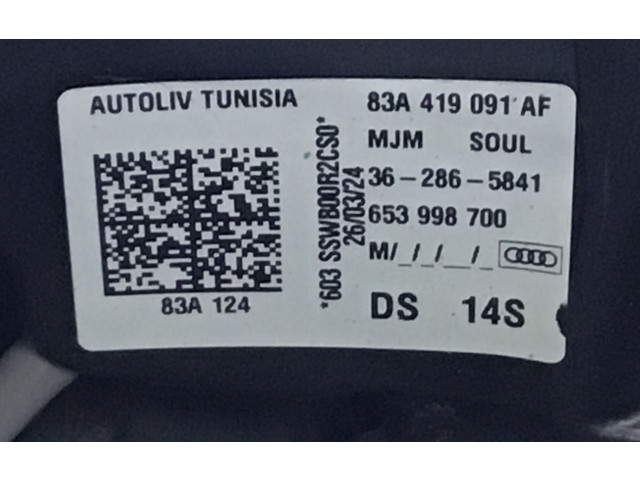 AUTOLIV TUNISIA
83A 124
*603 SSWB00R2CS0*
26/03/24
83A 419 091 AF
MJM SOUL
36-286-5841
653 998 700
M/_/_/_/_
DS 14S